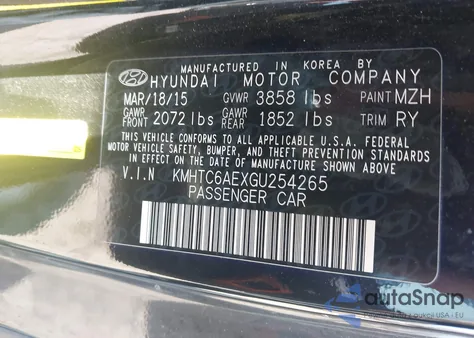 MANUFACTURED IN KOREA BY
HYUNDAI MOTOR COMPANY
MAR/18/15 GVWR 3858 lbs PAINT MZH
GAWR FRONT 2072 lbs GAWR REAR 1852 lbs TRIM RY
THIS VEHICLE CONFORMS TO ALL APPLICABLE U.S.A. FEDERAL
MOTOR VEHICLE SAFETY, BUMPER, AND THEFT PREVENTION STANDARDS
IN EFFECT ON THE DATE OF MANUFACTURE SHOWN ABOVE.
V.I.N KMHTC6AEXGU254265
PASSENGER CAR
autoSnap